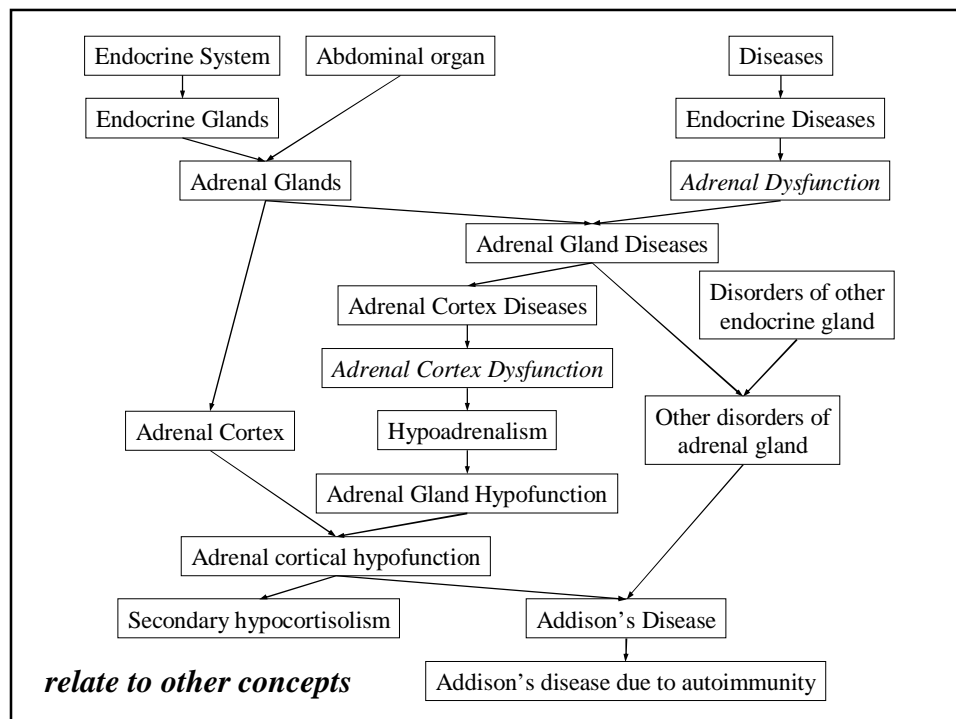 Endocrine System
Abdominal organ
Diseases
Endocrine Glands
Endocrine Diseases
Adrenal Glands
Adrenal Dysfunction
Adrenal Gland Diseases
Adrenal Cortex Diseases
Disorders of other
endocrine gland
Adrenal Cortex Dysfunction
Adrenal Cortex
Hypoadrenalism
Other disorders of
adrenal gland
Adrenal Gland Hypofunction
Adrenal cortical hypofunction
Secondary hypocortisolism
Addison’s Disease
relate to other concepts
Addison’s disease due to autoimmunity